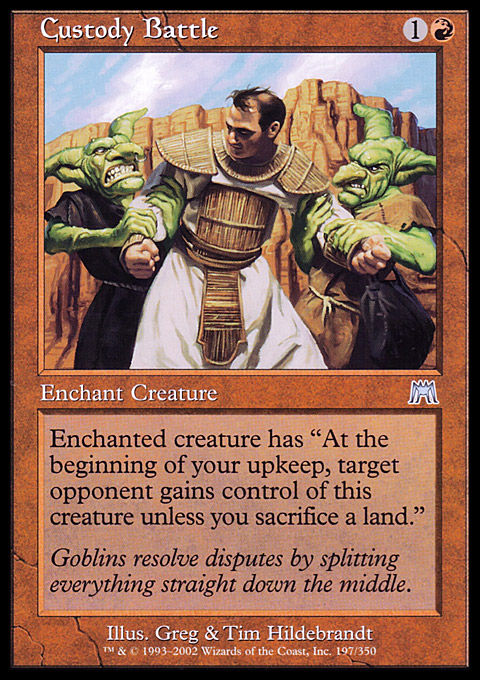 Custody Battle 1
Enchant Creature
Enchanted creature has “At the
beginning of your upkeep, target
opponent gains control of this
creature unless you sacrifice a land.”
Goblins resolve disputes by splitting
everything straight down the middle.
Illus. Greg & Tim Hildebrandt
™ & © 1993–2002 Wizards of the Coast, Inc. 197/350